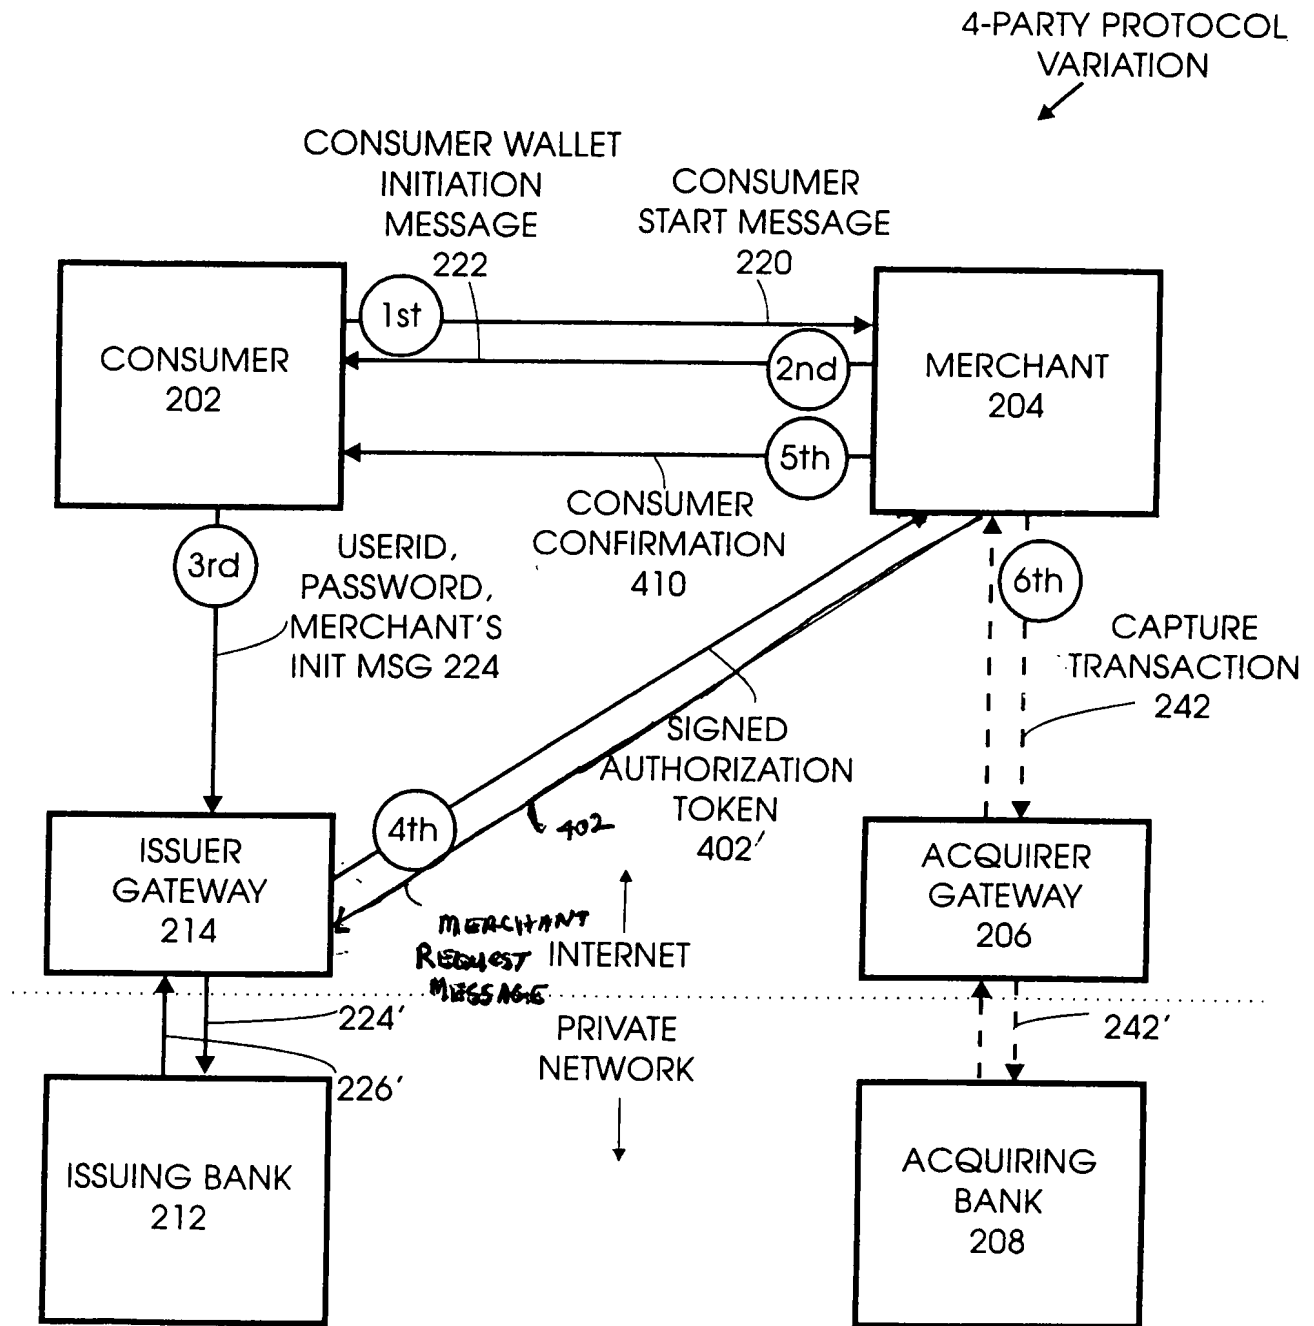 4-PARTY PROTOCOL
VARIATION
CONSUMER WALLET
INITIATION
MESSAGE
222
CONSUMER
START MESSAGE
220
1st
2nd
CONSUMER
202
MERCHANT
204
5th
CONSUMER
CONFIRMATION
410
3rd
USERID,
PASSWORD,
MERCHANT'S
INIT MSG 224
6th
CAPTURE
TRANSACTION
242
SIGNED
AUTHORIZATION
TOKEN
402'
4th
402
ISSUER
GATEWAY
214
ACQUIRER
GATEWAY
206
MERCHANT
REQUEST
MESSAGE
INTERNET
PRIVATE
NETWORK
224'
226'
242'
ISSUING BANK
212
ACQUIRING
BANK
208